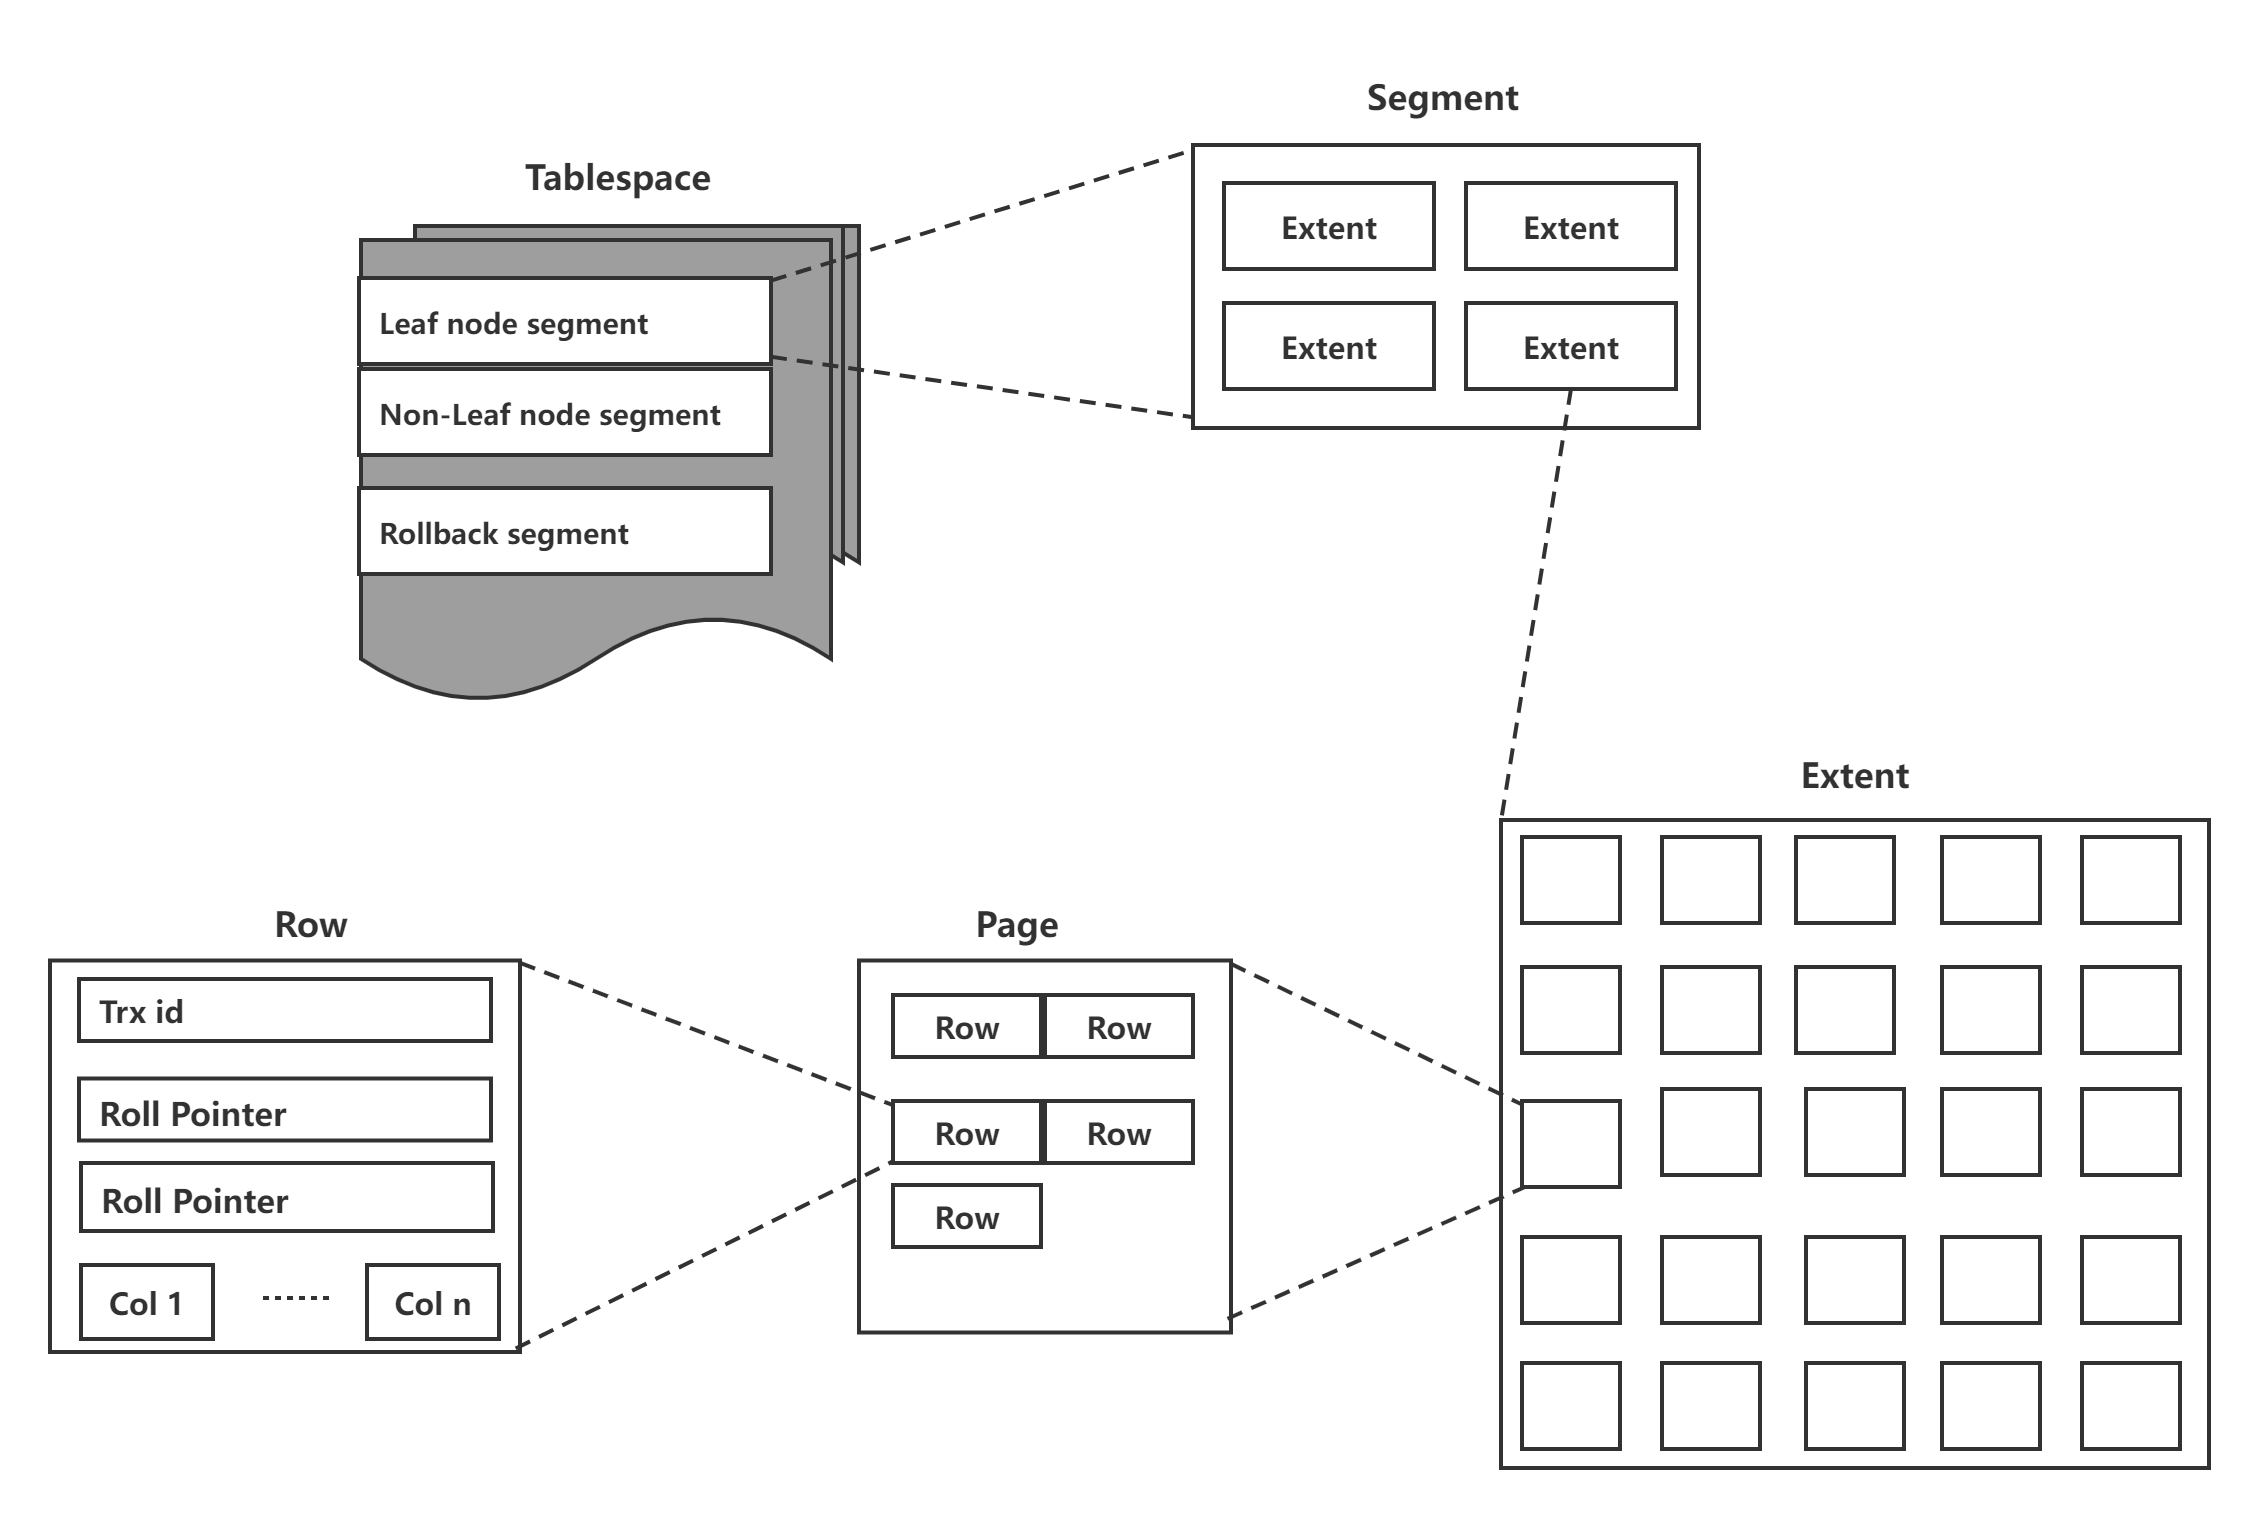 Segment
Tablespace
Extent
Extent
Leaf node segment
Extent
Extent
Non-Leaf node segment
Rollback segment
Extent
Row
Page
Trx id
Row
Row
Roll Pointer
Row
Row
Roll Pointer
Row
Col 1
Col n